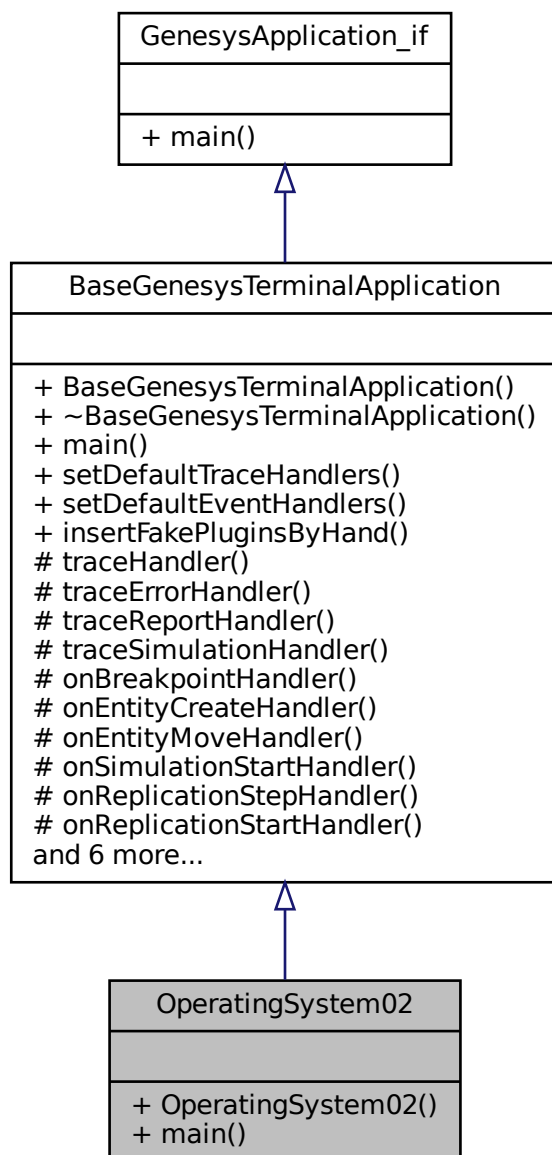 GenesysApplication_if
+ main()
BaseGenesysTerminalApplication
+ BaseGenesysTerminalApplication()
+ ~BaseGenesysTerminalApplication()
+ main()
+ setDefaultTraceHandlers()
+ setDefaultEventHandlers()
+ insertFakePluginsByHand()
# traceHandler()
# traceErrorHandler()
# traceReportHandler()
# traceSimulationHandler()
# onBreakpointHandler()
# onEntityCreateHandler()
# onEntityMoveHandler()
# onSimulationStartHandler()
# onReplicationStepHandler()
# onReplicationStartHandler()
and 6 more...
OperatingSystem02
+ OperatingSystem02()
+ main()